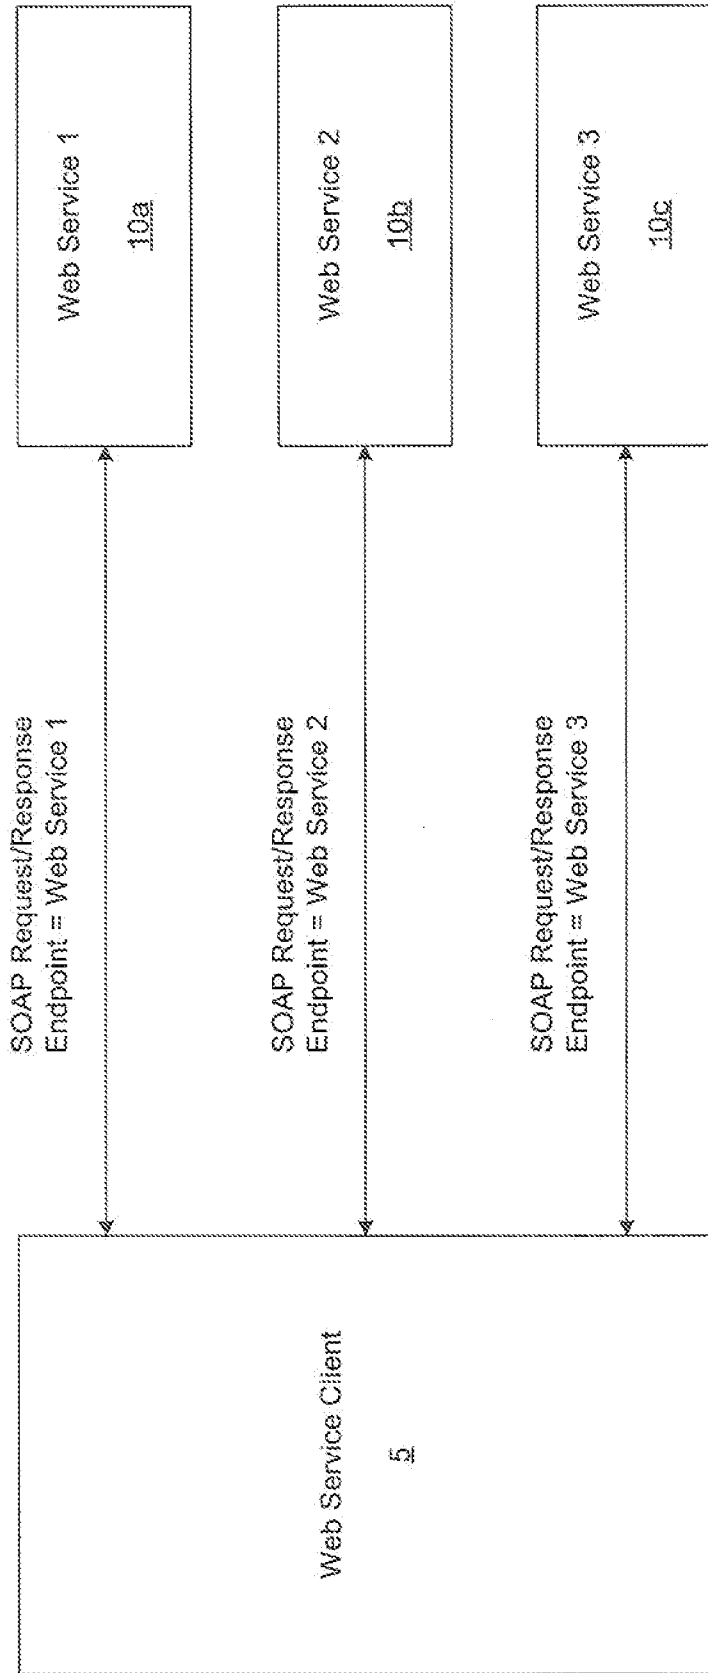 Web Service Client
5
SOAP Request/Response
Endpoint = Web Service 1
Web Service 1
10a
SOAP Request/Response
Endpoint = Web Service 2
Web Service 2
10b
SOAP Request/Response
Endpoint = Web Service 3
Web Service 3
10c